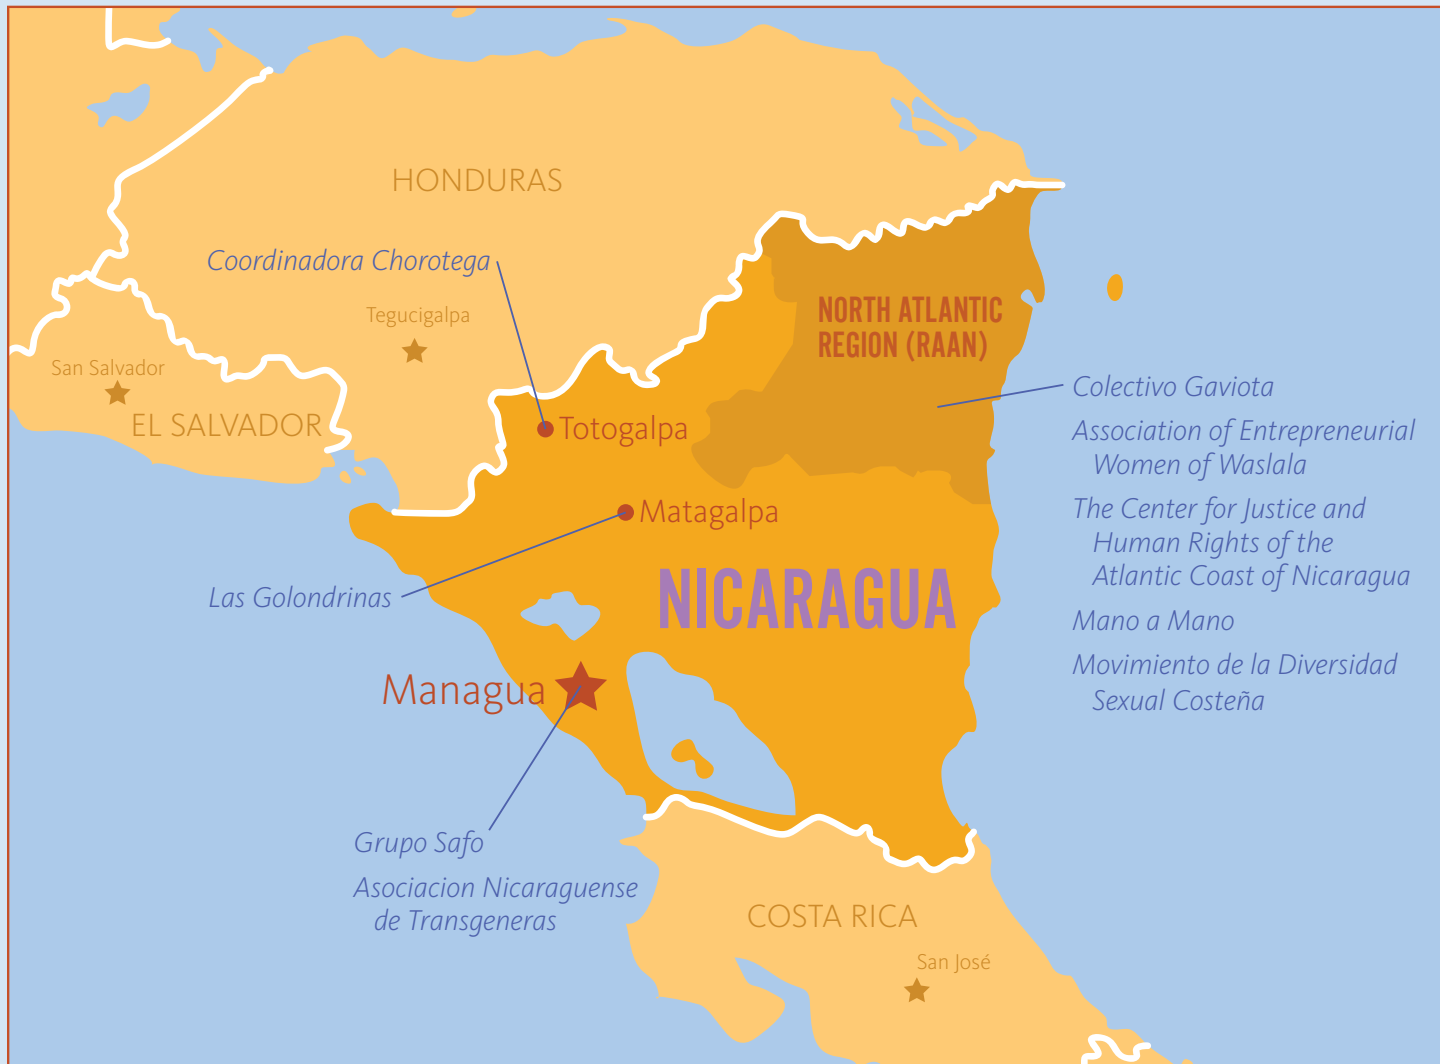 HONDURAS
Coordinadora Chorotega
Tegucigalpa
San Salvador
EL SALVADOR
NORTH ATLANTIC
REGION (RAAN)
Colectivo Gaviota
Association of Entrepreneurial
Women of Waslala
The Center for Justice and
Human Rights of the
Atlantic Coast of Nicaragua
Mano a Mano
Movimiento de la Diversidad
Sexual Costeña
Totogalpa
Matagalpa
NICARAGUA
Las Golondrinas
Managua
Grupo Safo
Asociacion Nicaraguense
de Transgeneras
COSTA RICA
San José